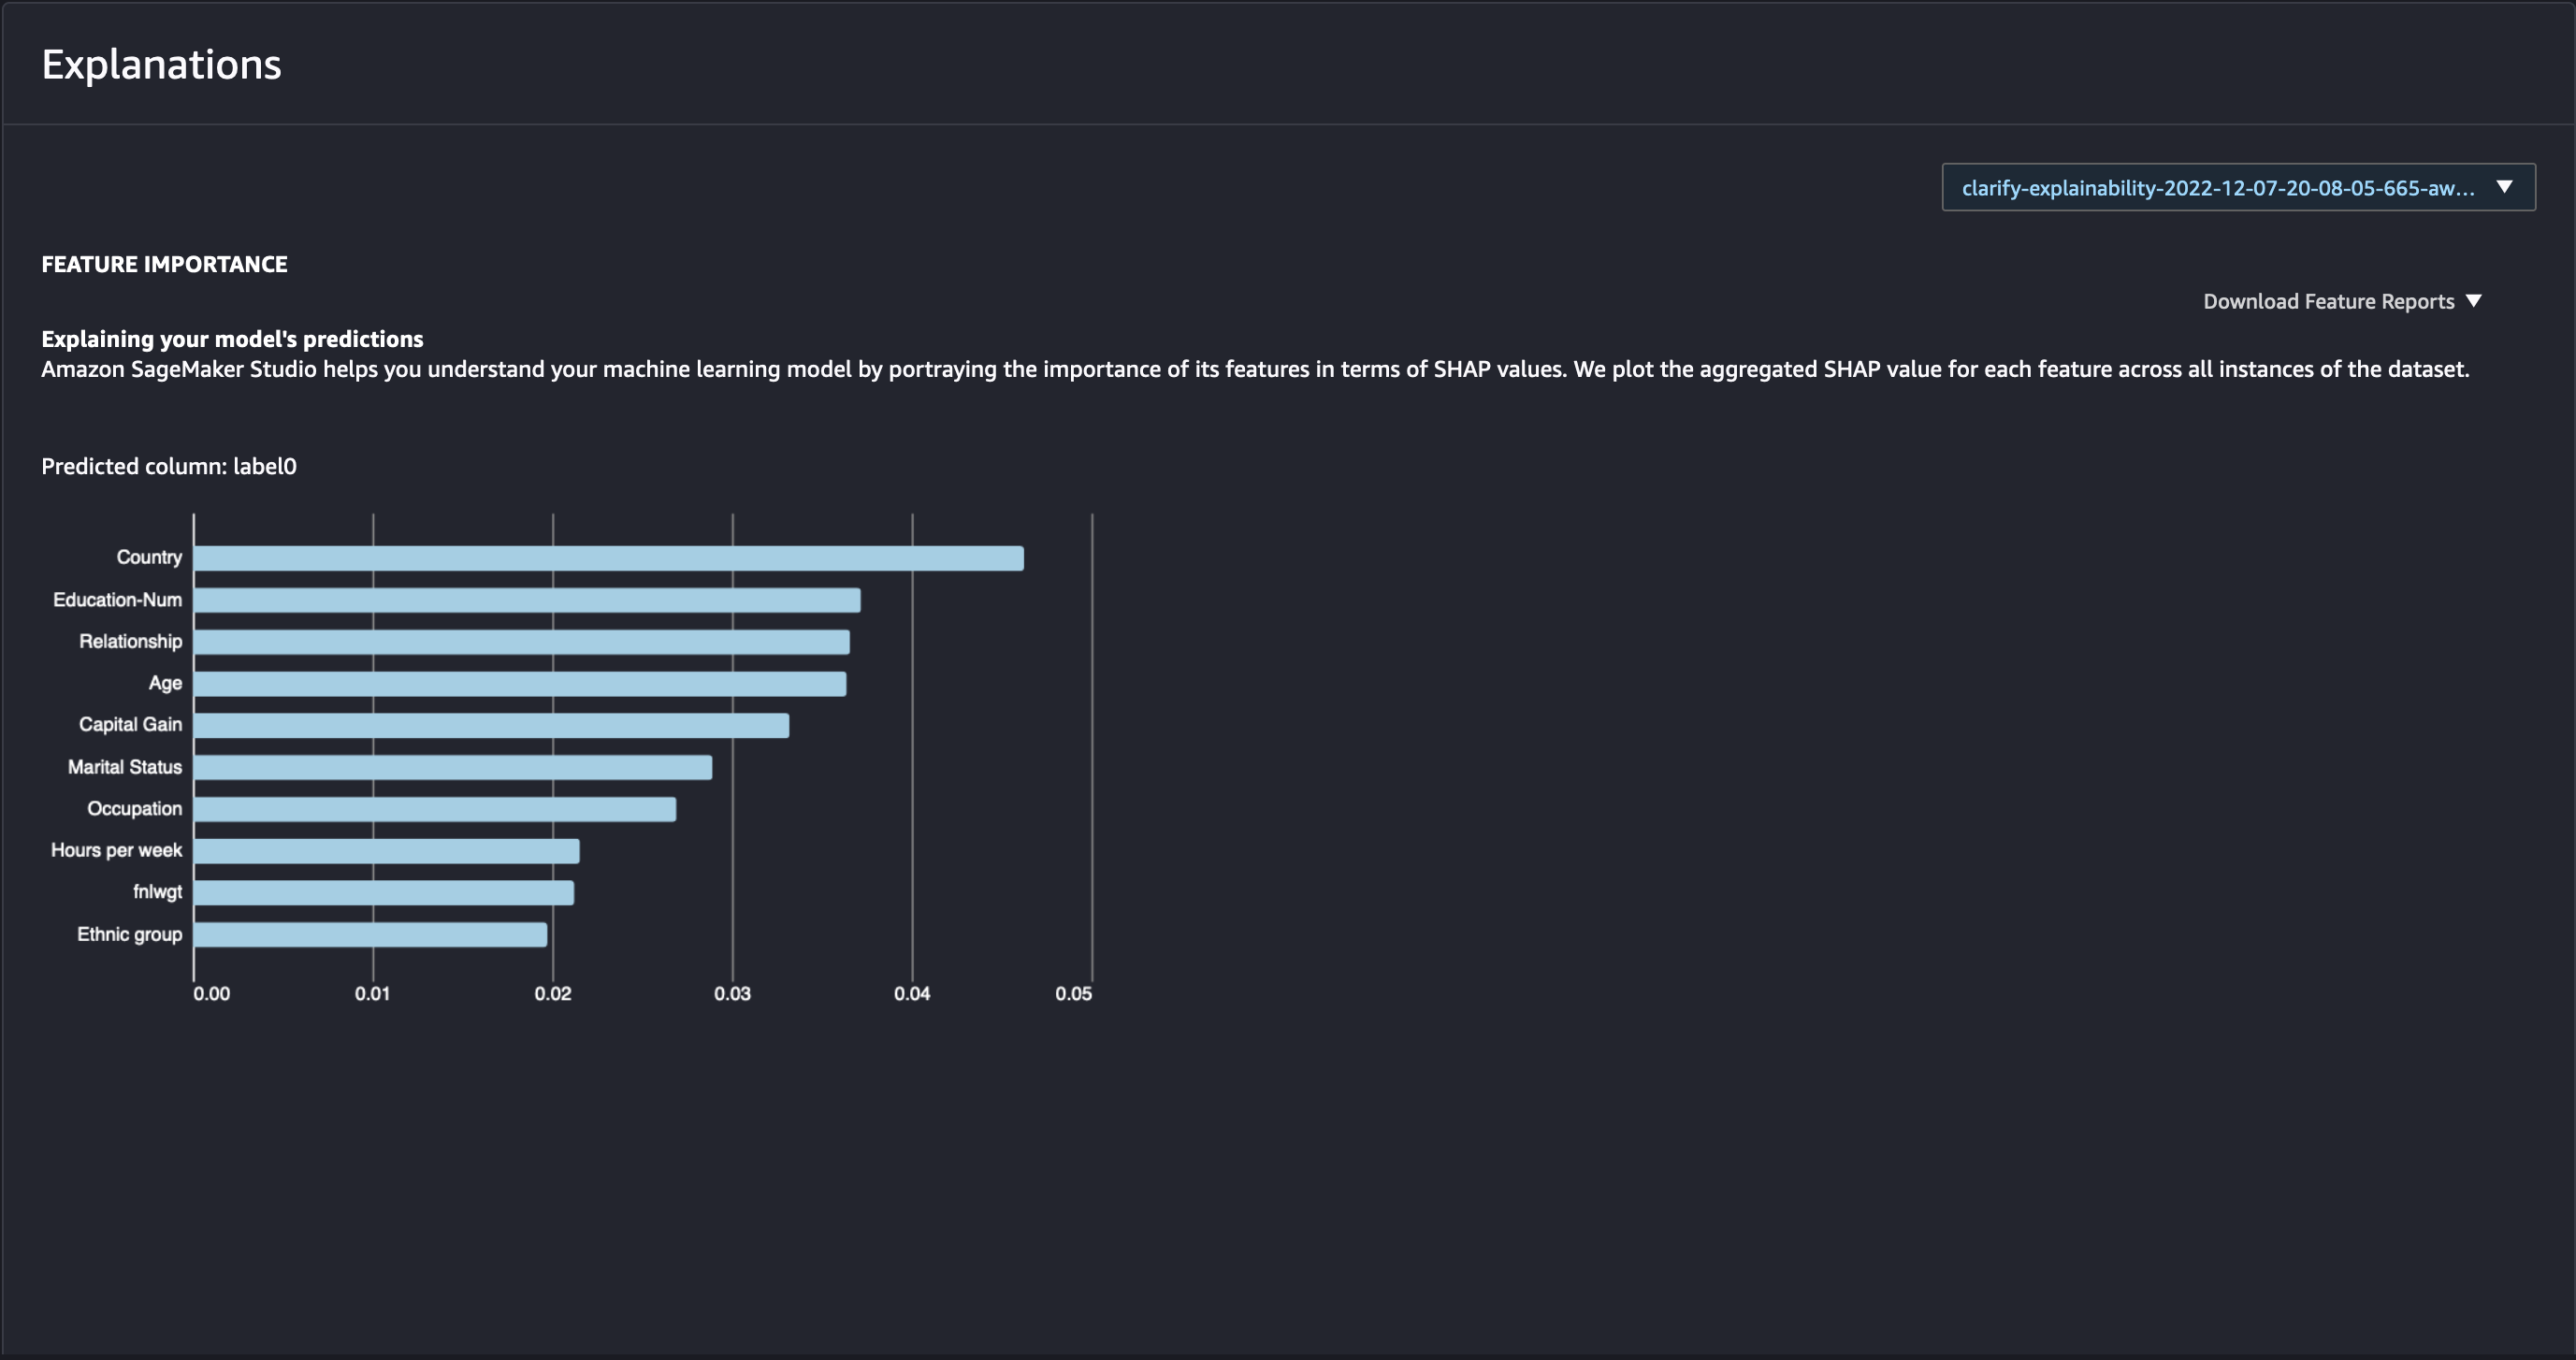 Explanations
clarify-explainability-2022-12-07-20-08-05-665-aw...
FEATURE IMPORTANCE
Download Feature Reports
Explaining your model's predictions
Amazon SageMaker Studio helps you understand your machine learning model by portraying the importance of its features in terms of SHAP values. We plot the aggregated SHAP value for each feature across all instances of the dataset.
Predicted column: label0
Country
Education-Num
Relationship
Age
Capital Gain
Marital Status
Occupation
Hours per week
fnlwgt
Ethnic group
0.00 0.01 0.02 0.03 0.04 0.05